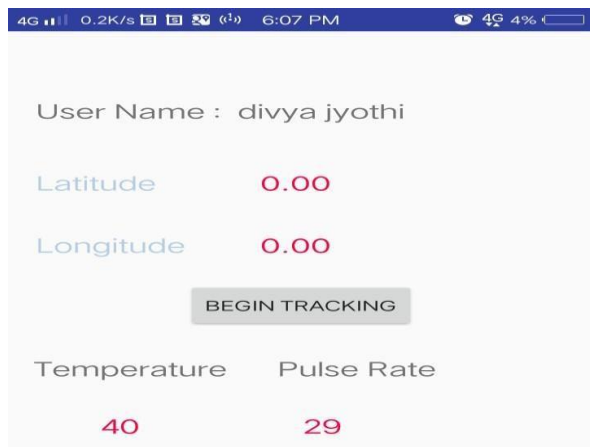 4G 0.2K/s 6:07 PM 4G 4%
User Name : divya jyothi
Latitude 0.00
Longitude 0.00
BEGIN TRACKING
Temperature Pulse Rate
40 29